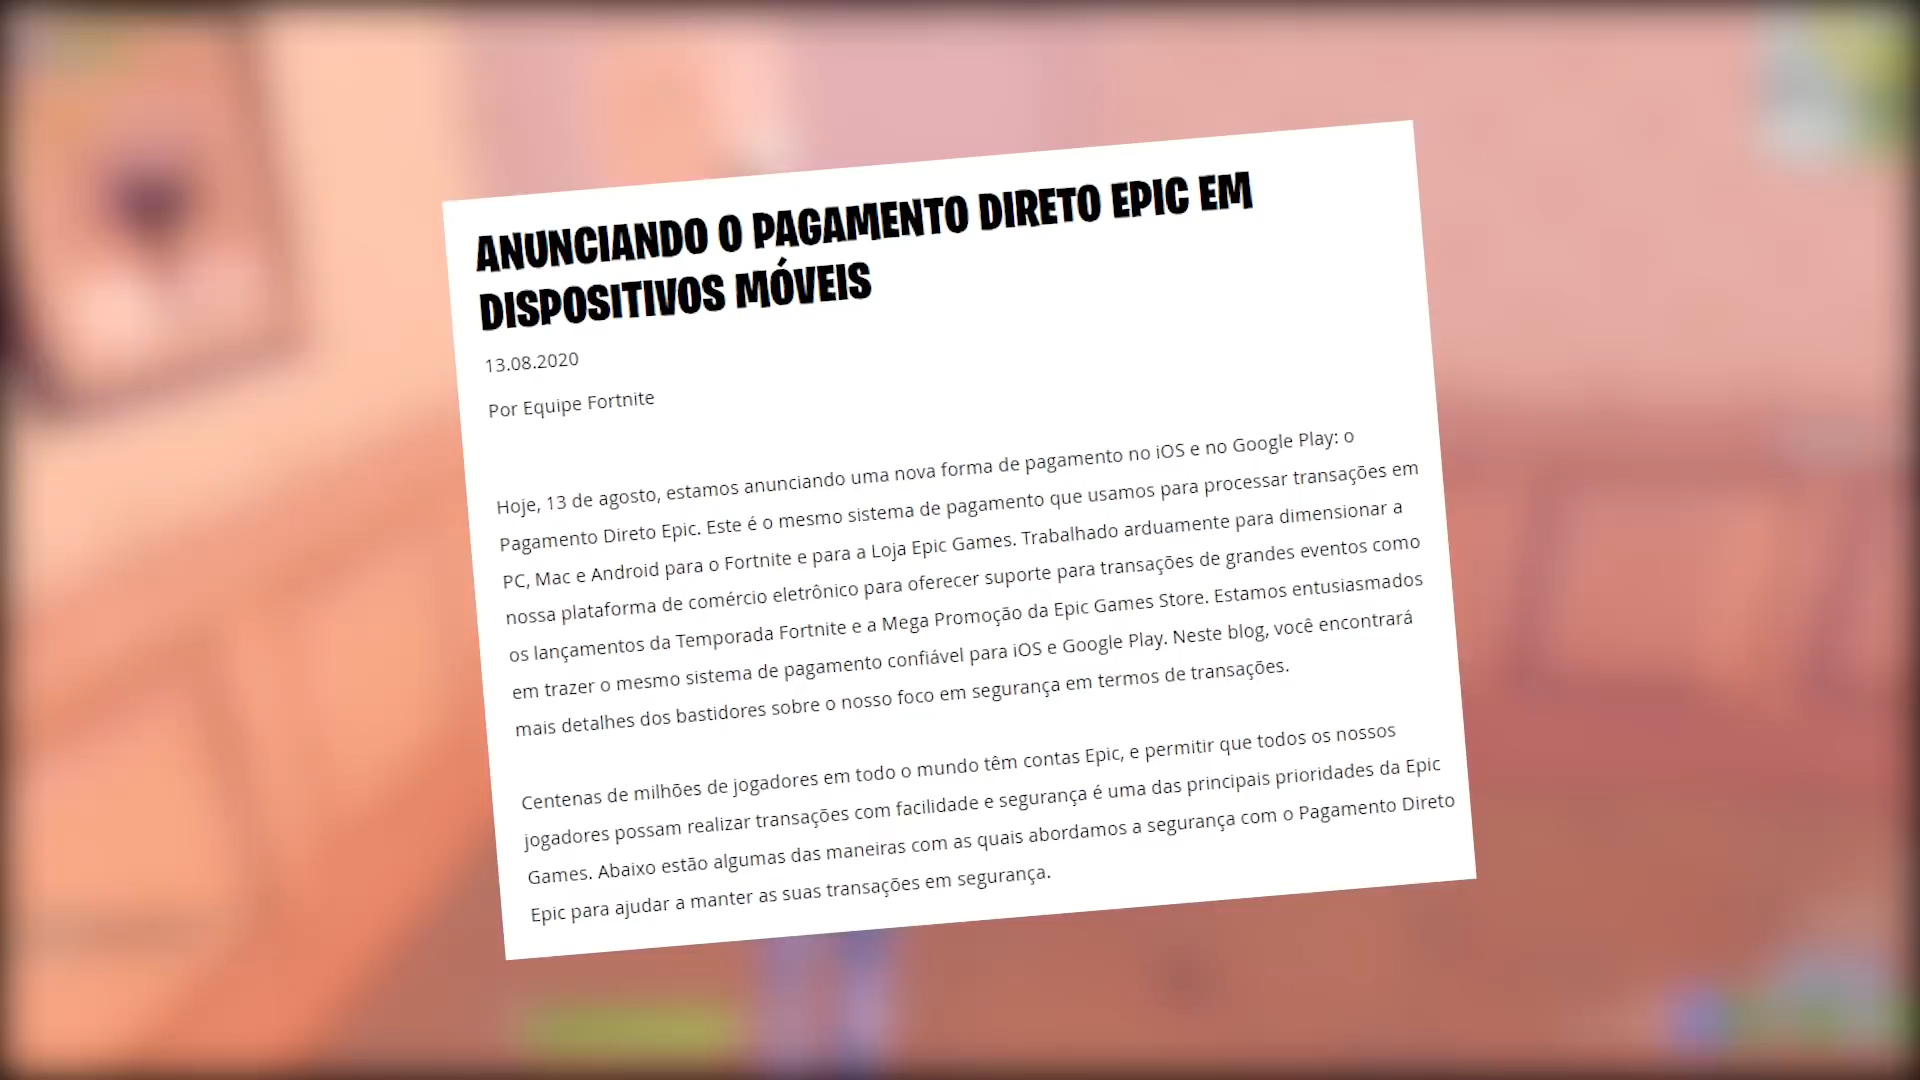 ANUNCIANDO O PAGAMENTO DIRETO EPIC EM
DISPOSITIVOS MÓVEIS
13.08.2020
Por Equipe Fortnite
Hoje, 13 de agosto, estamos anunciando uma nova forma de pagamento no iOS e no Google Play: o
Pagamento Direto Epic. Este é o mesmo sistema de pagamento que usamos para processar transações em
PC, Mac e Android para o Fortnite e para a Loja Epic Games. Trabalhado arduamente para dimensionar a
nossa plataforma de comércio eletrônico para oferecer suporte para transações de grandes eventos como
os lançamentos da Temporada Fortnite e a Mega Promoção da Epic Games Store. Estamos entusiasmados
em trazer o mesmo sistema de pagamento confiável para iOS e Google Play. Neste blog, você encontrará
mais detalhes dos bastidores sobre o nosso foco em segurança em termos de transações.
Centenas de milhões de jogadores em todo o mundo têm contas Epic, e permitir que todos os nossos
jogadores possam realizar transações com facilidade e segurança é uma das principais prioridades da Epic
Games. Abaixo estão algumas das maneiras com as quais abordamos a segurança com o Pagamento Direto
Epic para ajudar a manter as suas transações em segurança.